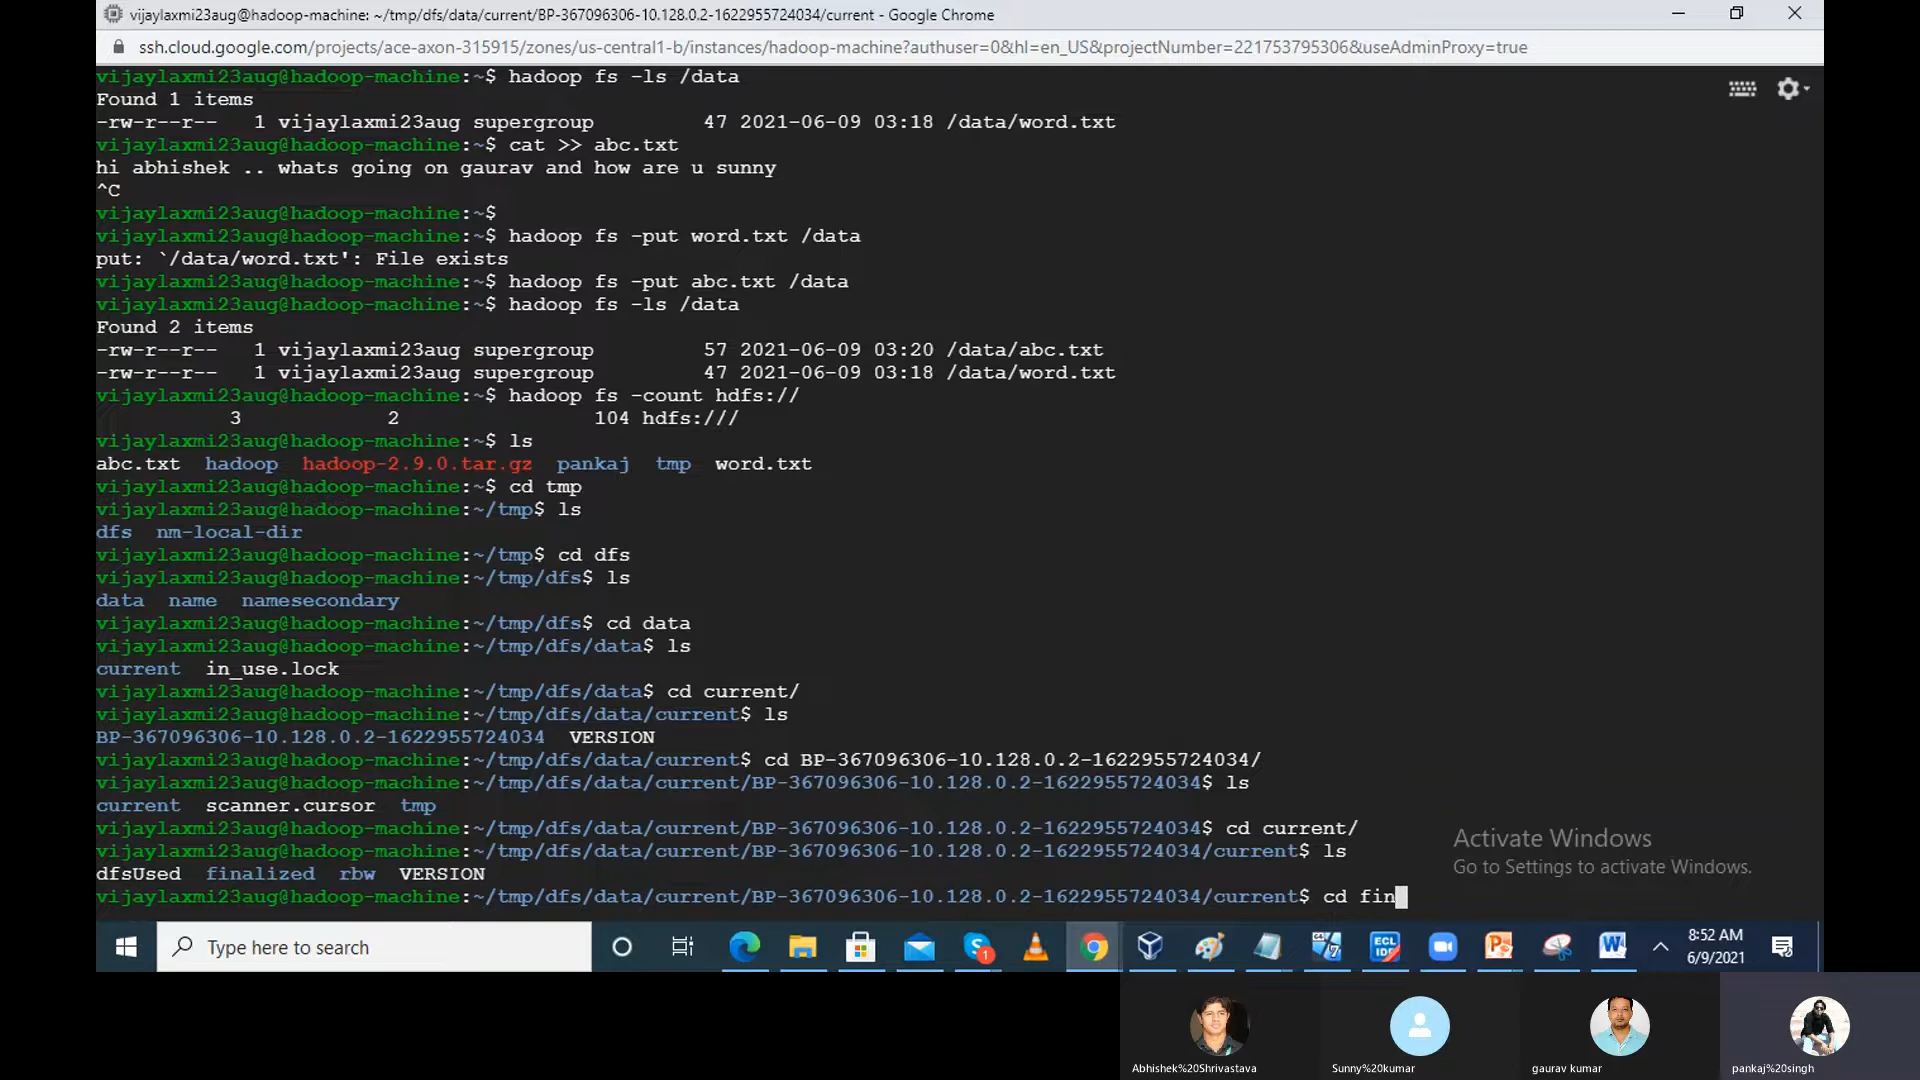 vijaylaxmi23aug@hadoop-machine: ~/tmp/dfs/data/current/BP-367096306-10.128.0.2-1622955724034/current - Google Chrome
ssh.cloud.google.com/projects/ace-axon-315915/zones/us-central1-b/instances/hadoop-machine?authuser=0&hl=en_US&projectNumber=221753795306&useAdminProxy=true
vijaylaxmi23aug@hadoop-machine:~$ hadoop fs -ls /data
Found 1 items
-rw-r--r--   1 vijaylaxmi23aug supergroup         47 2021-06-09 03:18 /data/word.txt
vijaylaxmi23aug@hadoop-machine:~$ cat >> abc.txt
hi abhishek .. whats going on gaurav and how are u sunny
^C
vijaylaxmi23aug@hadoop-machine:~$
vijaylaxmi23aug@hadoop-machine:~$ hadoop fs -put word.txt /data
put: `/data/word.txt': File exists
vijaylaxmi23aug@hadoop-machine:~$ hadoop fs -put abc.txt /data
vijaylaxmi23aug@hadoop-machine:~$ hadoop fs -ls /data
Found 2 items
-rw-r--r--   1 vijaylaxmi23aug supergroup         57 2021-06-09 03:20 /data/abc.txt
-rw-r--r--   1 vijaylaxmi23aug supergroup         47 2021-06-09 03:18 /data/word.txt
vijaylaxmi23aug@hadoop-machine:~$ hadoop fs -count hdfs://
           3            2                104 hdfs:///
vijaylaxmi23aug@hadoop-machine:~$ ls
abc.txt  hadoop  hadoop-2.9.0.tar.gz  pankaj  tmp  word.txt
vijaylaxmi23aug@hadoop-machine:~$ cd tmp
vijaylaxmi23aug@hadoop-machine:~/tmp$ ls
dfs  nm-local-dir
vijaylaxmi23aug@hadoop-machine:~/tmp$ cd dfs
vijaylaxmi23aug@hadoop-machine:~/tmp/dfs$ ls
data  name  namesecondary
vijaylaxmi23aug@hadoop-machine:~/tmp/dfs$ cd data
vijaylaxmi23aug@hadoop-machine:~/tmp/dfs/data$ ls
current  in_use.lock
vijaylaxmi23aug@hadoop-machine:~/tmp/dfs/data$ cd current/
vijaylaxmi23aug@hadoop-machine:~/tmp/dfs/data/current$ ls
BP-367096306-10.128.0.2-1622955724034  VERSION
vijaylaxmi23aug@hadoop-machine:~/tmp/dfs/data/current$ cd BP-367096306-10.128.0.2-1622955724034/
vijaylaxmi23aug@hadoop-machine:~/tmp/dfs/data/current/BP-367096306-10.128.0.2-1622955724034$ ls
current  scanner.cursor  tmp
vijaylaxmi23aug@hadoop-machine:~/tmp/dfs/data/current/BP-367096306-10.128.0.2-1622955724034$ cd current/
vijaylaxmi23aug@hadoop-machine:~/tmp/dfs/data/current/BP-367096306-10.128.0.2-1622955724034/current$ ls
dfsUsed  finalized  rbw  VERSION
vijaylaxmi23aug@hadoop-machine:~/tmp/dfs/data/current/BP-367096306-10.128.0.2-1622955724034/current$ cd fin
Activate Windows
Go to Settings to activate Windows.
Type here to search
1
ECL
IDE
8:52 AM
6/9/2021
Abhishek%20Shrivastava
Sunny%20kumar
gaurav kumar
pankaj%20singh